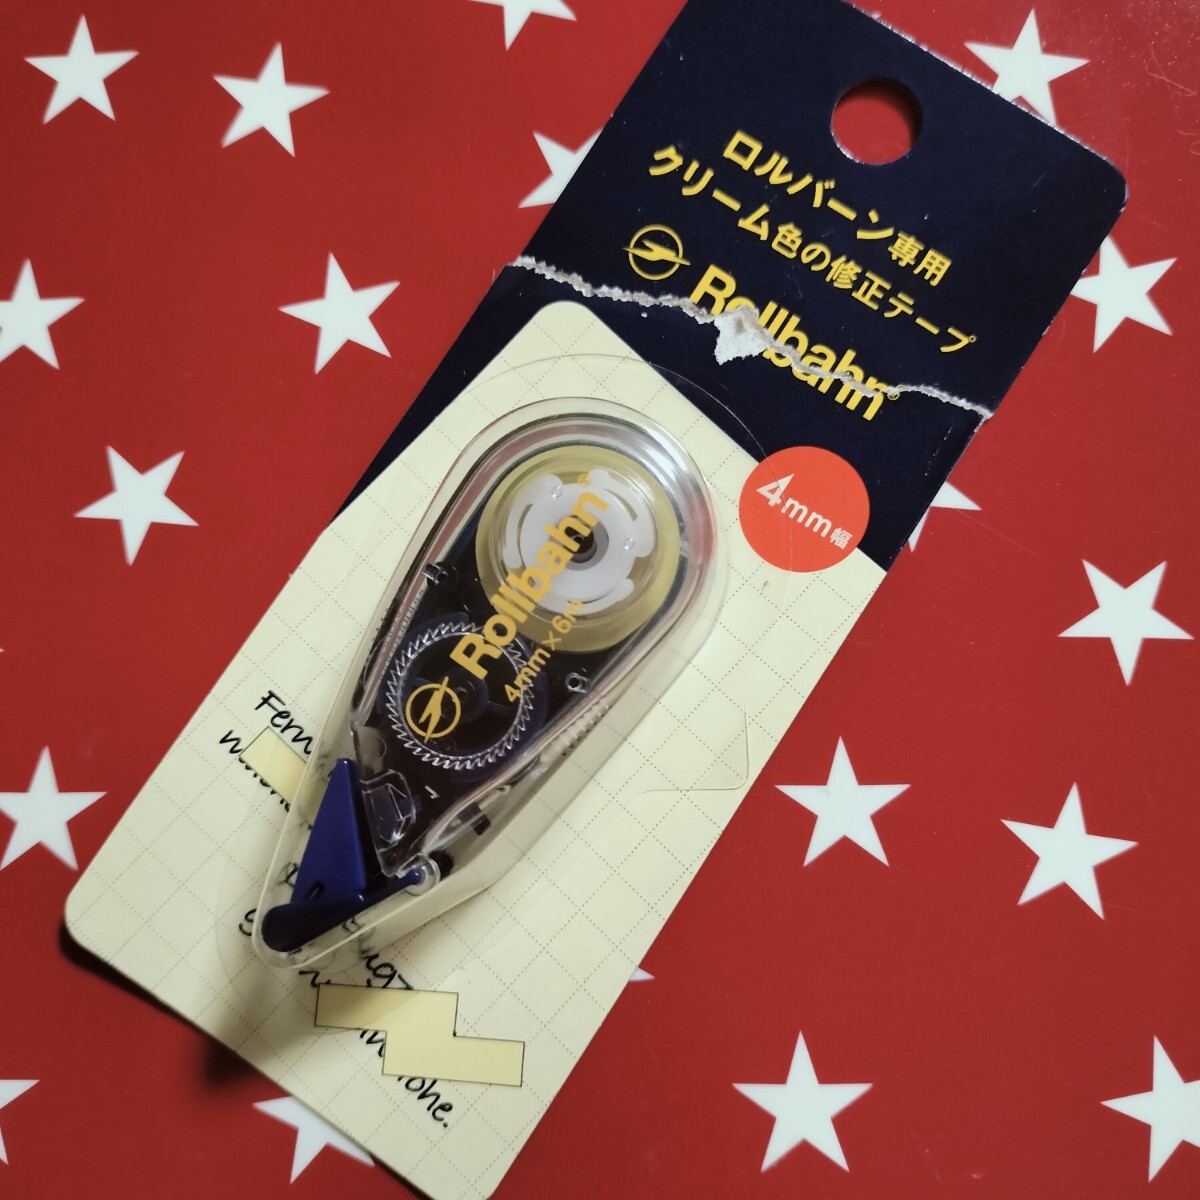 ロルバーン専用
クリーム色の修正テープ
Rollbahn®
4mm幅
Rollbahn®
4mm×6m